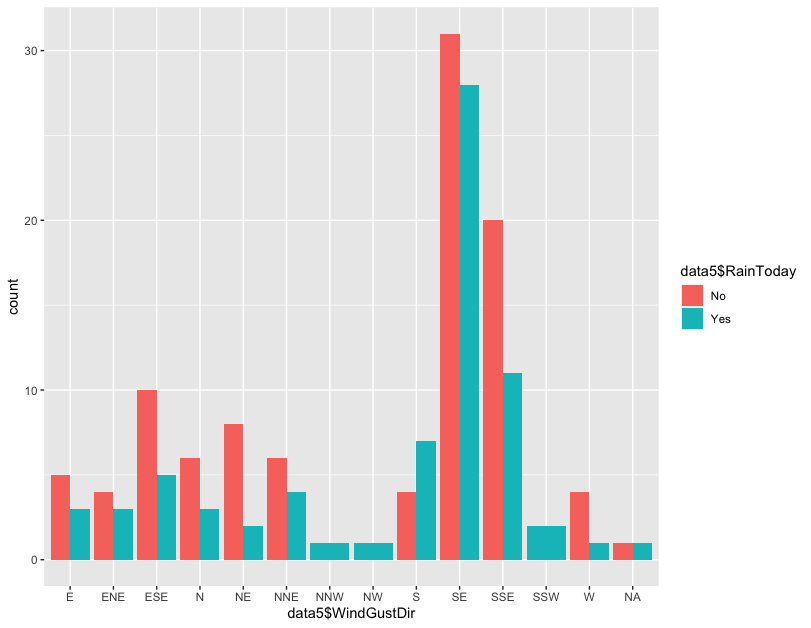 30
20
10
0
count
E ENE ESE N NE NNE NNW NW S SE SSE SSW W NA
data5$WindGustDir
data5$RainToday
No
Yes